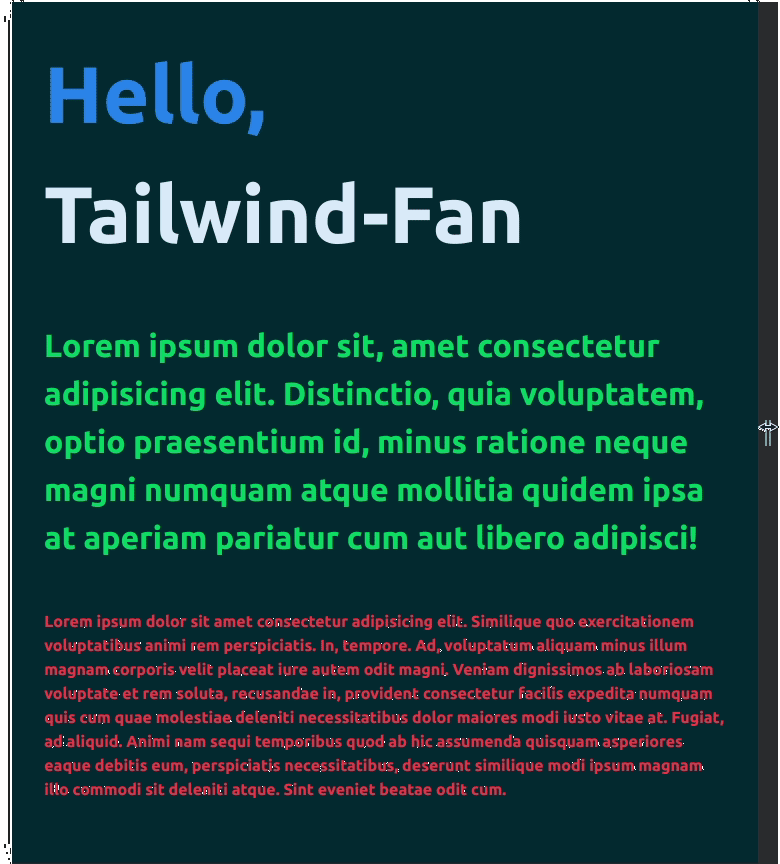 Hello,
Tailwind-Fan
Lorem ipsum dolor sit, amet consectetur
adipisicing elit. Distinctio, quia voluptatem,
optio praesentium id, minus ratione neque
magni numquam atque mollitia quidem ipsa
at aperiam pariatur cum aut libero adipisci!
Lorem ipsum dolor sit amet consectetur adipisicing elit. Similique quo exercitationem
voluptatibus animi rem perspiciatis. In, tempore. Ad, voluptatum aliquam minus illum
magnam corporis velit placeat iure autem odit magni. Veniam dignissimos ab laboriosam
voluptate et rem soluta, recusandae in, provident consectetur facilis expedita numquam
quis cum quae molestiae deleniti necessitatibus dolor maiores modi iusto vitae at. Fugiat,
ad aliquid. Animi nam sequi temporibus quod ab hic assumenda quisquam asperiores
eaque debitis eum, perspiciatis necessitatibus, deserunt similique modi ipsum magnam
illo commodi sit deleniti atque. Sint eveniet beatae odit cum.